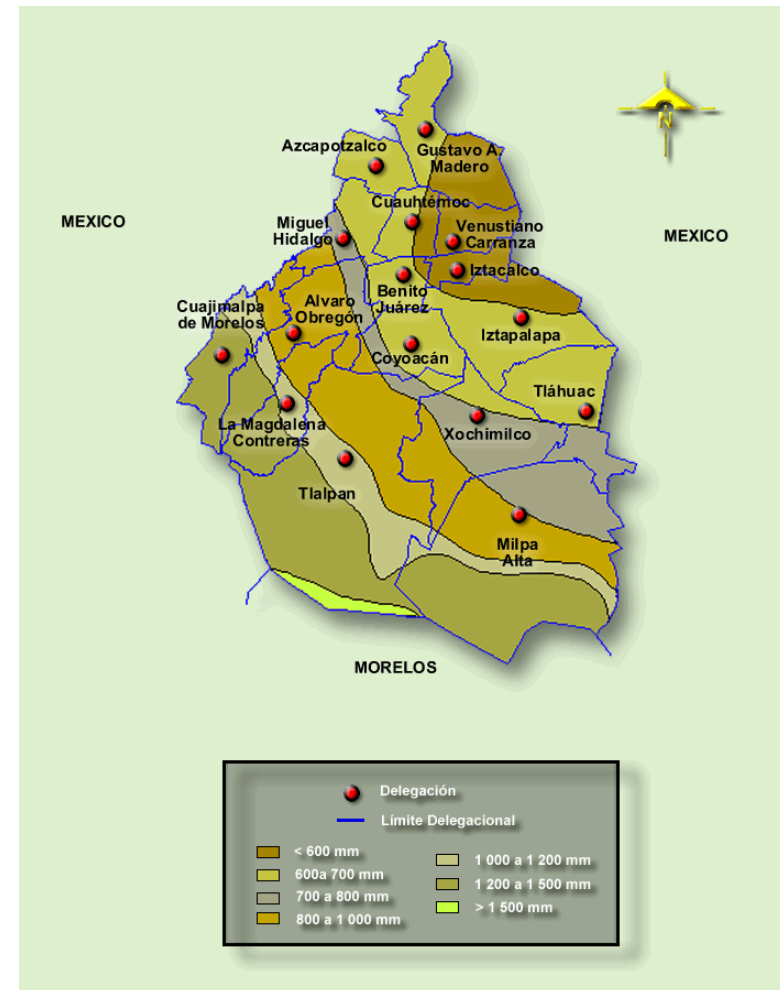 Azcapotzalco
Gustavo A.
Madero
N
Cuauhtémoc
MEXICO
Miguel
Hidalgo
Venustiano
Carranza
MEXICO
Iztacalco
Benito
Juárez
Cuajimalpa
de Morelos
Alvaro
Obregón
Iztapalapa
Coyoacán
Tláhuac
La Magdalena
Contreras
Xochimilco
Tlalpan
Milpa
Alta
MORELOS
Delegación
Límite Delegacional
< 600 mm
600a 700 mm
700 a 800 mm
800 a 1 000 mm
1 000 a 1 200 mm
1 200 a 1 500 mm
> 1 500 mm